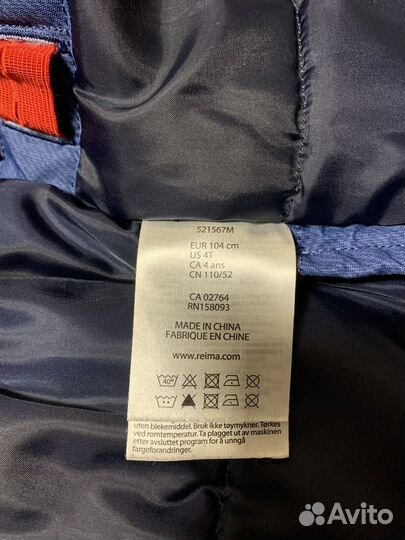 521567M
EUR 104 cm
US 4T
CA 4 ans
CN 110/52
CA 02764
RN158093
MADE IN CHINA
FABRIQUE EN CHINE
www.reima.com
40°
uten blekemiddel. Bruk ikke tøymykner. Tørkes
ved romtemperatur. Ta plagget ut av maskinen
etter avsluttet program for å unngå
fargeforandringer.
Avito